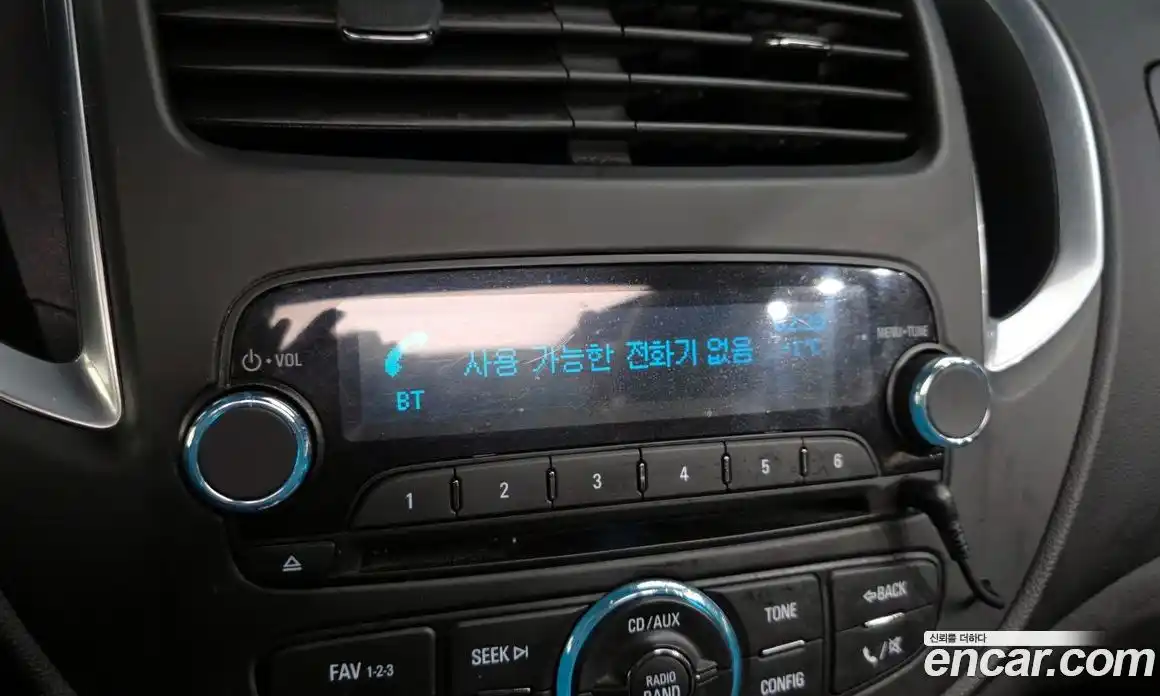 VOL
MENU•TUNE
사용 가능한 전화기 없음
BT
1 2 3 4 5 6
CD/AUX
TONE
BACK
SEEK
FAV 1-2-3
RADIO
BAND
CONFIG
신뢰를 더하다
encar.com